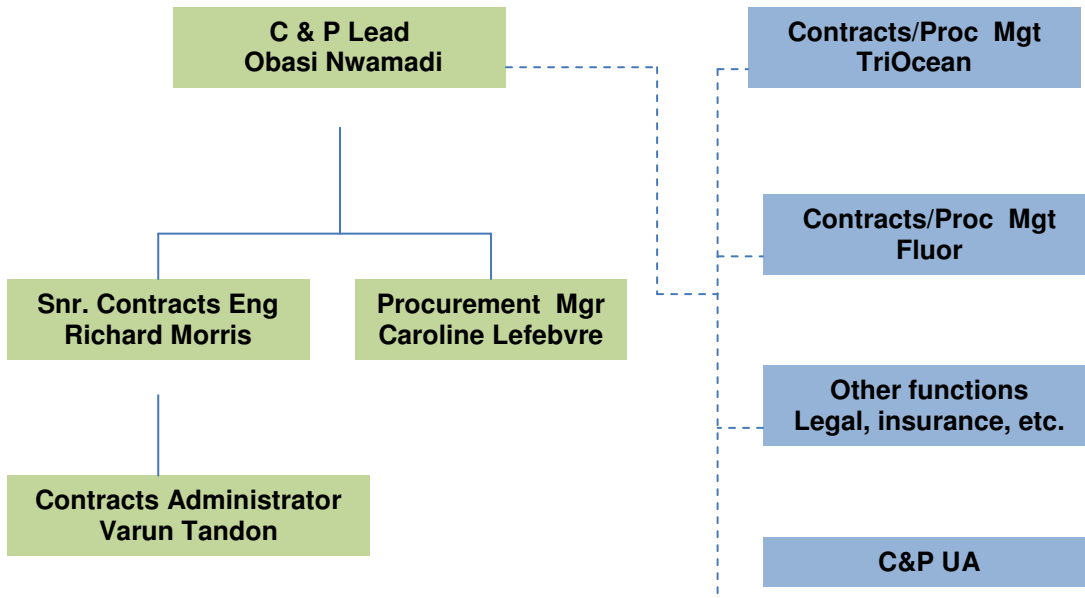 C & P Lead
Obasi Nwamadi
Contracts/Proc Mgt
TriOcean
Contracts/Proc Mgt
Fluor
Snr. Contracts Eng
Richard Morris
Procurement Mgr
Caroline Lefebvre
Other functions
Legal, insurance, etc.
Contracts Administrator
Varun Tandon
C&P UA